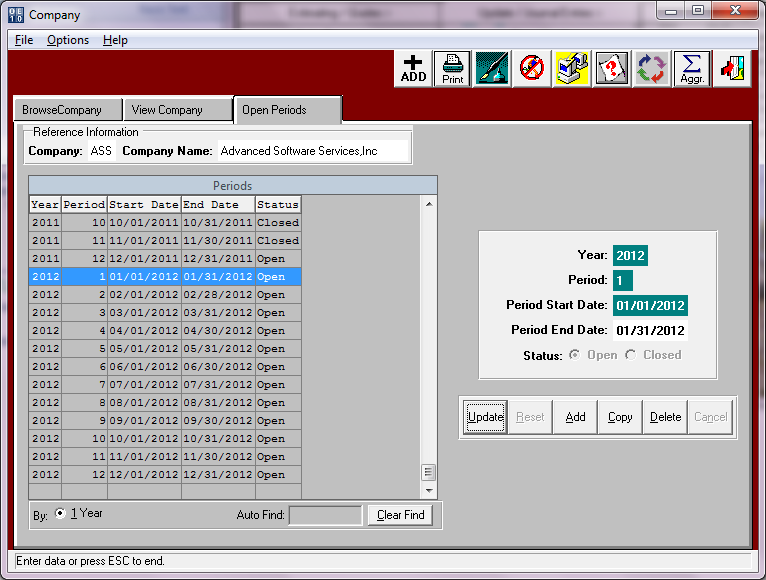 OE
10 Company
File Options Help
ADD Print Aggr.
BrowseCompany View Company Open Periods
Reference Information
Company: ASS Company Name: Advanced Software Services,Inc
Periods
Year Period Start Date End Date Status
2011 10 10/01/2011 10/31/2011 Closed
2011 11 11/01/2011 11/30/2011 Closed
2011 12 12/01/2011 12/31/2011 Open
2012 1 01/01/2012 01/31/2012 Open
2012 2 02/01/2012 02/28/2012 Open
2012 3 03/01/2012 03/31/2012 Open
2012 4 04/01/2012 04/30/2012 Open
2012 5 05/01/2012 05/31/2012 Open
2012 6 06/01/2012 06/30/2012 Open
2012 7 07/01/2012 07/31/2012 Open
2012 8 08/01/2012 08/31/2012 Open
2012 9 09/01/2012 09/30/2012 Open
2012 10 10/01/2012 10/31/2012 Open
2012 11 11/01/2012 11/30/2012 Open
2012 12 12/01/2012 12/31/2012 Open
By: 1 Year Auto Find: Clear Find
Year: 2012
Period: 1
Period Start Date: 01/01/2012
Period End Date: 01/31/2012
Status: Open Closed
Update Reset Add Copy Delete Cancel
Enter data or press ESC to end.